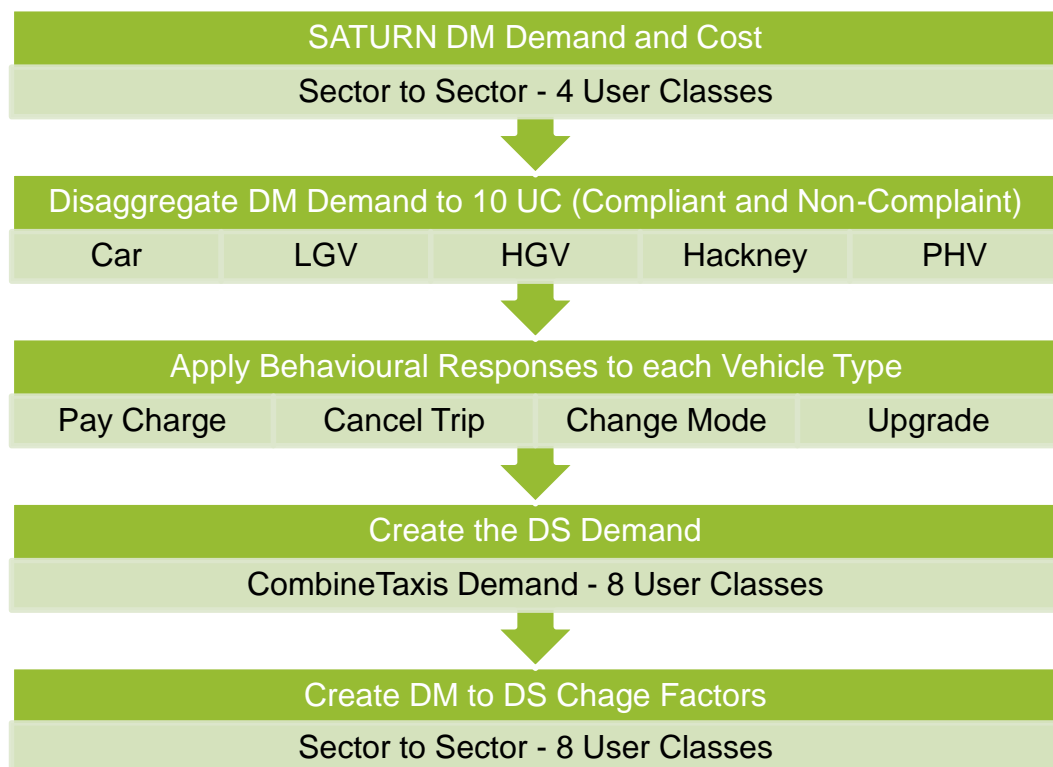 SATURN DM Demand and Cost
Sector to Sector - 4 User Classes
Disaggregate DM Demand to 10 UC (Compliant and Non-Complaint)
Car LGV HGV Hackney PHV
Apply Behavioural Responses to each Vehicle Type
Pay Charge Cancel Trip Change Mode Upgrade
Create the DS Demand
CombineTaxis Demand - 8 User Classes
Create DM to DS Chage Factors
Sector to Sector - 8 User Classes